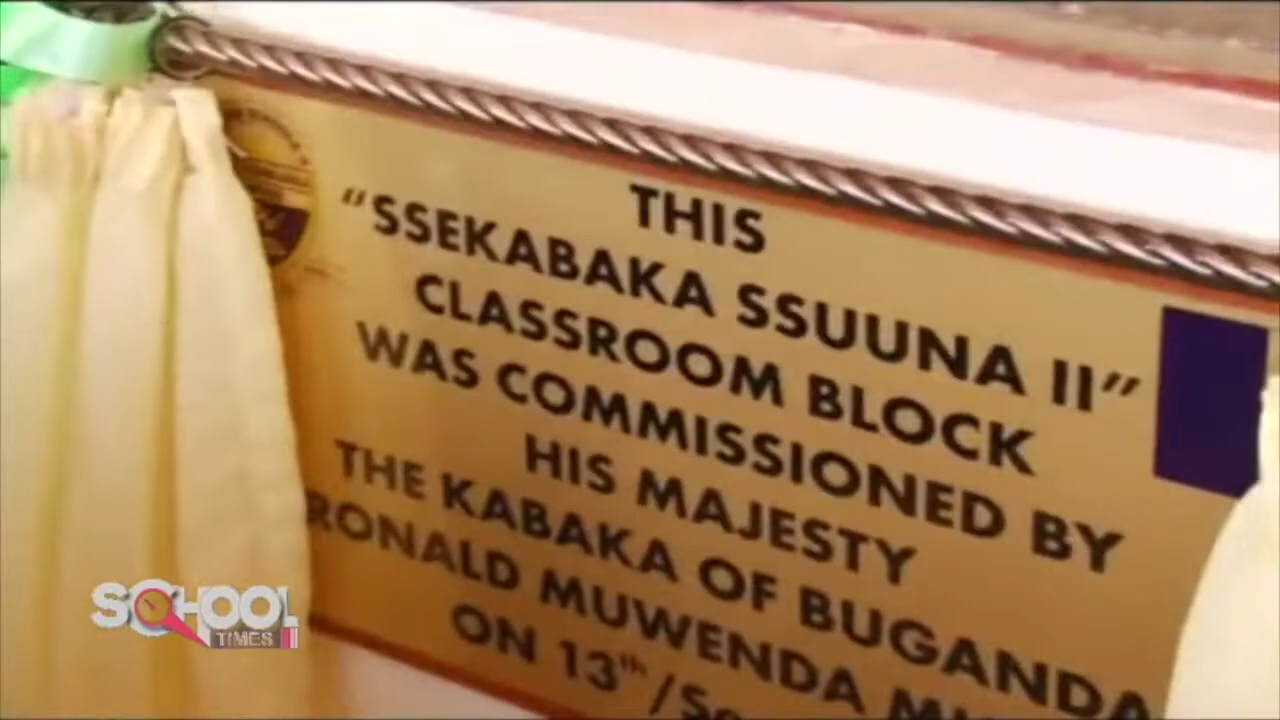 THIS
“SSEKABAKA SSUUNA II”
CLASSROOM BLOCK
WAS COMMISSIONED BY
HIS MAJESTY
THE KABAKA OF BUGANDA
RONALD MUWENDA
ON 13th/
SCHOOL
TIMES